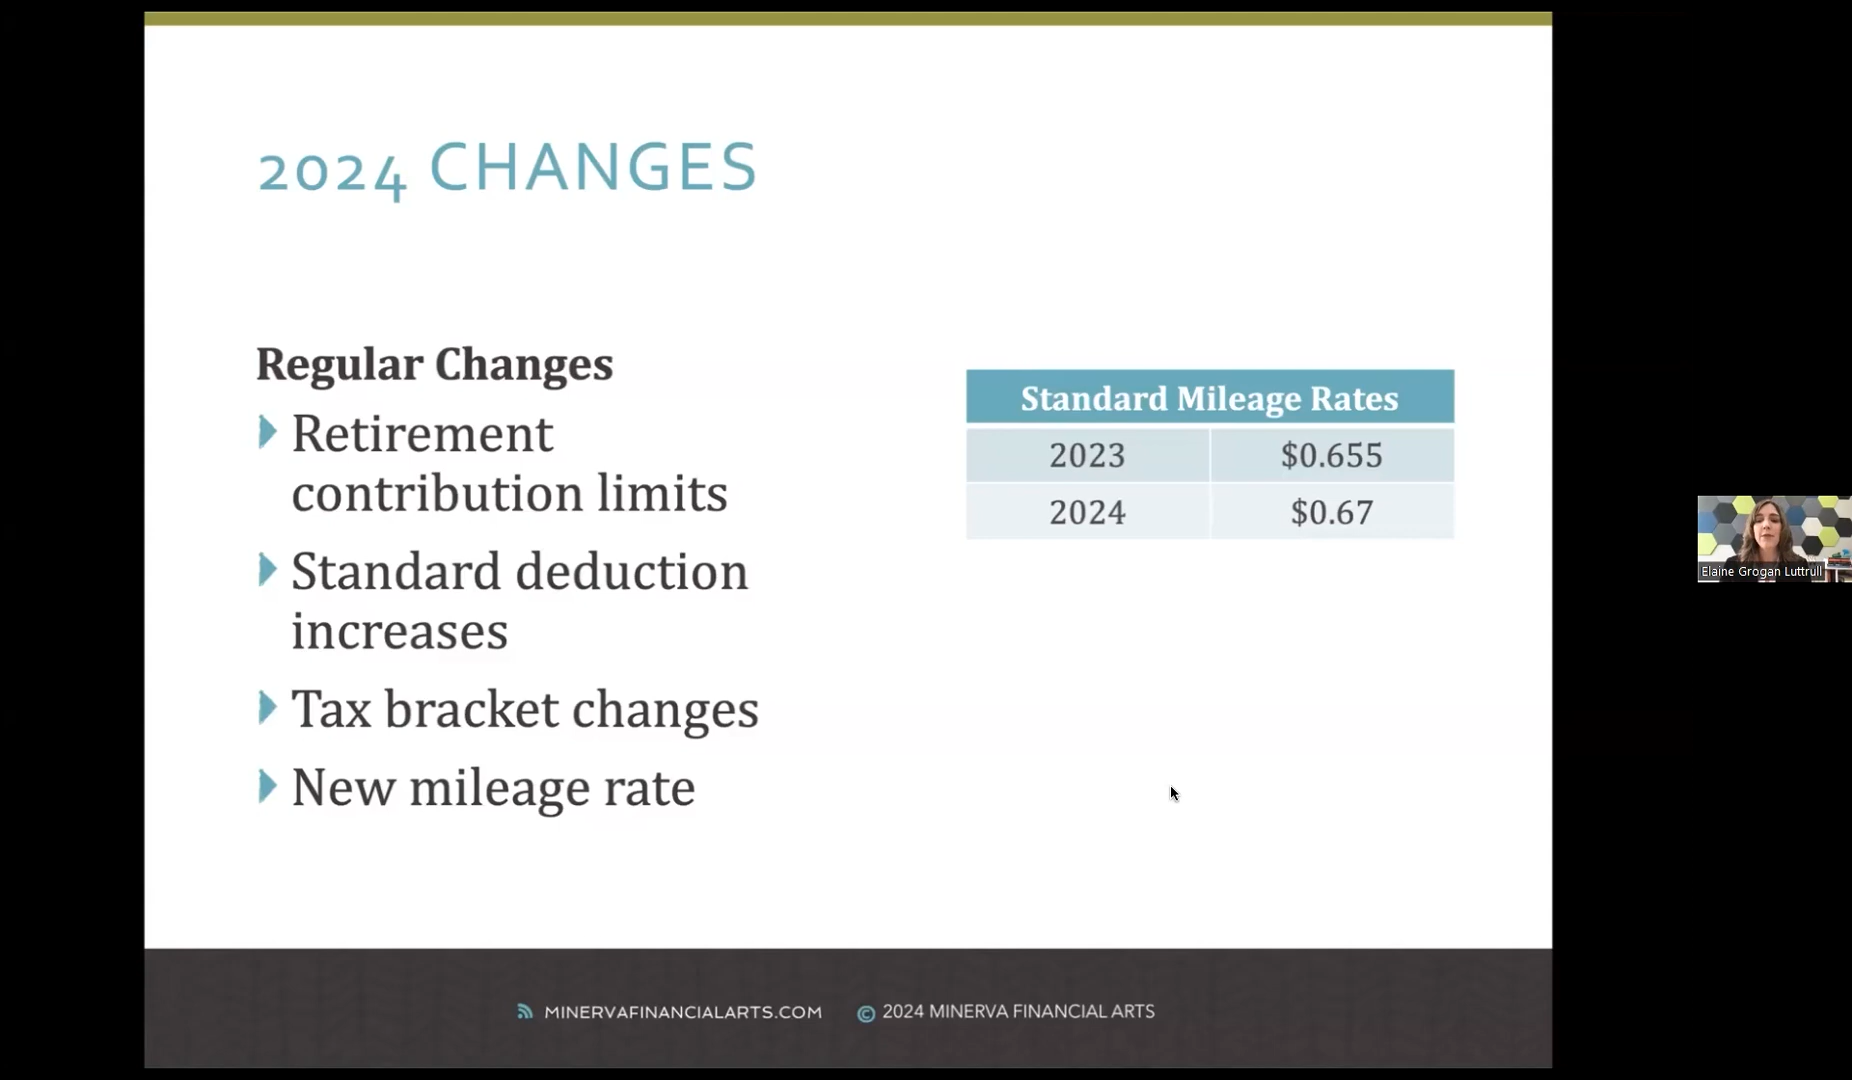 2024 CHANGES
Regular Changes
Retirement
contribution limits
Standard deduction
increases
Tax bracket changes
New mileage rate
Standard Mileage Rates
2023 $0.655
2024 $0.67
Elaine Grogan Luttrull
MINERVAFINANCIALARTS.COM © 2024 MINERVA FINANCIAL ARTS